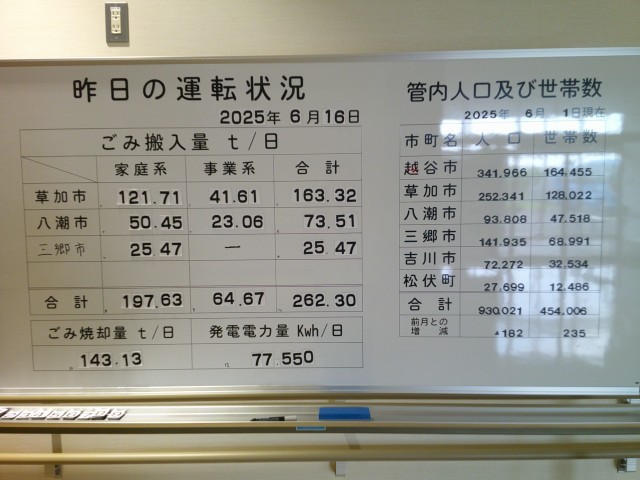 昨日の運転状況
2025年 6月16日
ごみ搬入量 t/日
家庭系 事業系 合計
草加市 121.71 41.61 163.32
八潮市 50.45 23.06 73.51
三郷市 25.47 — 25.47
合計 197.63 64.67 262.30
ごみ焼却量 t/日 発電電力量 Kwh/日
143.13 77.550
管内人口及び世帯数
2025年 6月 1日現在
市町名 人口 世帯数
越谷市 341.966 164.455
草加市 252.341 128.022
八潮市 93.808 47.518
三郷市 141.935 68.991
吉川市 72.272 32.534
松伏町 27.699 12.486
合計 930.021 454.006
前月との増減 ▲182 235